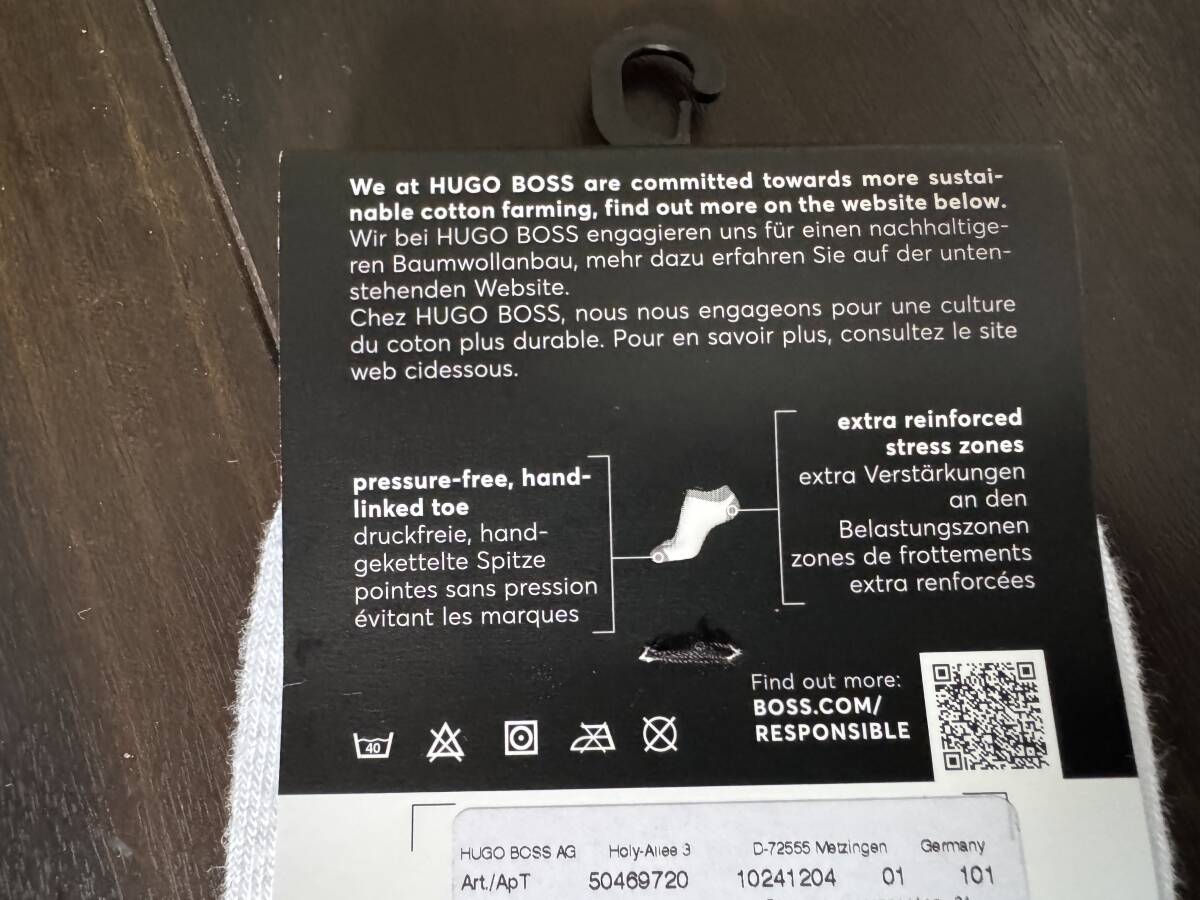 We at HUGO BOSS are committed towards more sustai-
nable cotton farming, find out more on the website below.
Wir bei HUGO BOSS engagieren uns für einen nachhaltige-
ren Baumwollanbau, mehr dazu erfahren Sie auf der unten-
stehenden Website.
Chez HUGO BOSS, nous nous engageons pour une culture
du coton plus durable. Pour en savoir plus, consultez le site
web cidessous.
pressure-free, hand-
linked toe
druckfreie, hand-
gekettelte Spitze
pointes sans pression
évitant les marques
extra reinforced
stress zones
extra Verstärkungen
an den
Belastungszonen
zones de frottements
extra renforcées
Find out more:
BOSS.COM/
RESPONSIBLE
40
HUGO BOSS AG Holy-Allee 3 D-72555 Metzingen Germany
Art./ApT 50469720 10241204 01 101